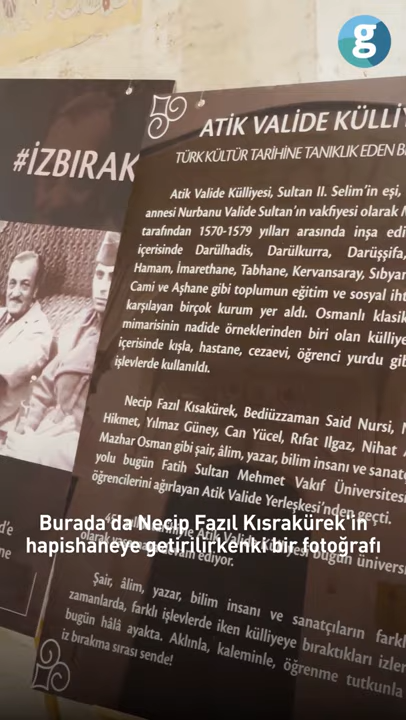 g
#İZBIRAK
ATİK VALİDE KÜLLİY
TÜRK KÜLTÜR TARİHİNE TANIKLIK EDEN B
Atik Valide Külliyesi, Sultan II. Selim'in eşi,
annesi Nurbanu Valide Sultan'ın vakfiyesi olarak
tarafından 1570-1579 yılları arasında inşa edi
içerisinde Darülhadis, Darülkurra, Darüşşifa,
Hamam, İmarethane, Tabhane, Kervansaray, Sıbyan
Cami ve Aşhane gibi toplumun eğitim ve sosyal iht
karşılayan birçok kurum yer aldı. Osmanlı klasik
mimarisinin nadide örneklerinden biri olan külliye
içerisinde kışla, hastane, cezaevi, öğrenci yurdu gib
işlevlerde kullanıldı.
Necip Fazıl Kısakürek, Bediüzzaman Said Nursi, N
Hikmet, Yılmaz Güney, Can Yücel, Rıfat Ilgaz, Nihat
Mazhar Osman gibi şair, âlim, yazar, bilim insanı ve sanatç
yolu bugün Fatih Sultan Mehmet Vakıf Üniversitesi
öğrencilerini ağırlayan Atik Valide Yerleşkesi'nden geçti.
Burada da Necip Fazıl Kısrakürek'in
hapishaneye getirilirkenki bir fotoğrafı
bugün üniversi
olarak devam ediyor.
Şair, âlim, yazar, bilim insanı ve sanatçıların farkl
zamanlarda, farklı işlevlerde iken külliyeye bıraktıkları izler
bugün hâlâ ayakta. Aklınla, kaleminle, öğrenme tutkunla
iz bırakma sırası sende!